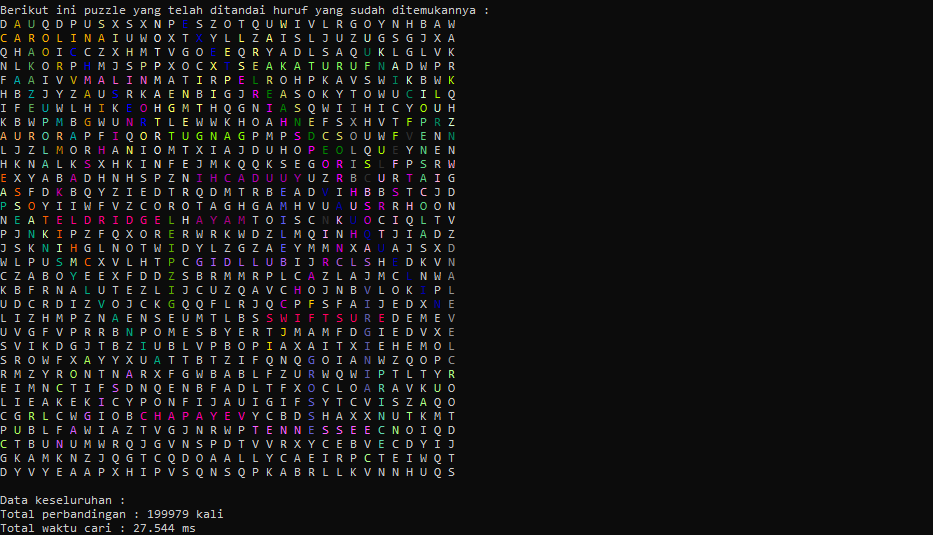 Berikut ini puzzle yang telah ditandai huruf yang sudah ditemukannya :
D A U Q D P U S X S X N P E S Z O T Q U W I V L R G O Y N H B A W
C A R O L I N A I U W O X T X Y L L Z A I S L J U Z U G S G J X A
Q H A O I C C Z X H M T V G O E E Q R Y A D L S A Q U K L G L V K
N L K O R P H M J S P P X O C X T S E A K A T U R U F N A D W P R
F A A I V V M A L I N M A T I R P E L R O H P K A V S W I K B W K
H B Z J Y Z A U S R K A E N B I G J R E A S O K Y T O W U C I L Q
I F E U W L H I K E O H G M T H Q G N I A S Q W I I H I C Y O U H
K B W P M B G W U N R T L E W W K H O A H N E F S X H V T F P R Z
A U R O R A P F I Q O R T U G N A G P M P S D C S O U W F V E N N
L J Z L M O R H A N I O M T X I A J D U H O P E O L Q U E Y N E N
H K N A L K S X H K I N F E J M K Q Q K S E G O R I S L F P S R W
E X Y A B A D H N H S P Z N I H C A D U U Y U Z R B C U R T A I G
A S F D K B Q Y Z I E D T R Q D M T R B E A D V I H B B S T C J D
P S O Y I I W F V Z C O R O T A G H G A M H V U A U S R R H O O N
N E A T E L D R I D G E L H A Y A M T O I S C N K U O C I Q L T V
P J N K I P Z F Q X O R E R W R K W D Z L M Q I N H O T J I A D Z
J S K N I H G L N O T W I D Y L Z G Z A E Y M M N X A U A J S X D
W L P U S M C X V L H T P C G I D L L U B I J R C L S H E D K V N
C Z A B O Y E E X F D D Z S B R M M R P L C A Z L A J M C L N W A
K B F R N A L U T E Z L I J C U Z Q A V C H O J N B V L O K I P L
U D C R D I Z V O J C K G Q Q F L R J Q C P F S F A I J E D X N E
L I Z H M P Z N A E N S E U M T L B S S W I F T S U R E D E M E V
U V G F V P R R B N P O M E S B Y E R T J M A M F D G I E D V X E
S V I K D G J T B Z I U B L V P B O P I A X A I T X I E H E M O L
S R O W F X A Y Y X U A T T B T Z I F Q N Q G O I A N W Z Q O P C
R M Z Y R O N T N A R X F G W B A B L F Z U R W Q W I P T L T Y R
E I M N C T I F S D N Q E N B F A D L T F X O C L O A R A V K U O
L I E A K E K I C Y P O N F I J A U I G I F S Y T C V I S Z A Q O
C G R L C W G I O B C H A P A Y E V Y C B D S H A X X N U T K M T
P U B L F A W I A Z T V G J N R W P T E N N E S S E E C N O I Q D
C T B U N U M W R Q J G V N S P D T V V R X Y C E B V E C D Y I J
G K A M K N Z J Q G T C Q D O A A L L Y C A E I R P C T E I W Q T
D Y V Y E A A P X H I P V S Q N S Q P K A B R L L K V N N H U Q S
Data keseluruhan :
Total perbandingan : 199979 kali
Total waktu cari : 27.544 ms